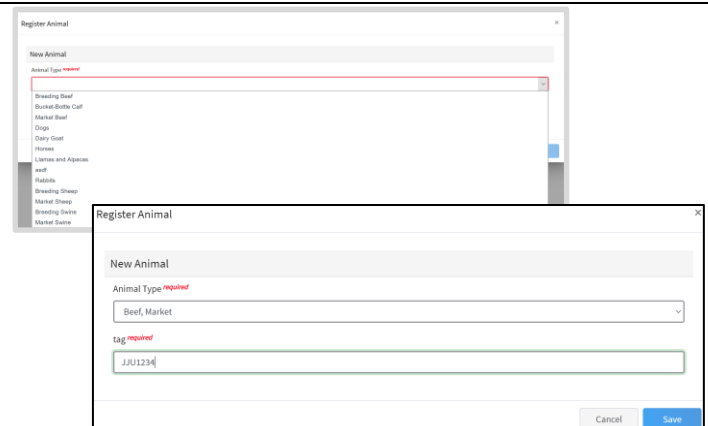 Register Animal ×
New Animal
Animal Type required
Breeding Beef
Bucket-Bottle Calf
Market Beef
Dogs
Dairy Goat
Horses
Llamas and Alpacas
asdf
Rabbits
Breeding Sheep
Market Sheep
Breeding Swine
Market Swine
Register Animal ×
New Animal
Animal Type required
Beef, Market
tag required
JJU1234
Cancel Save